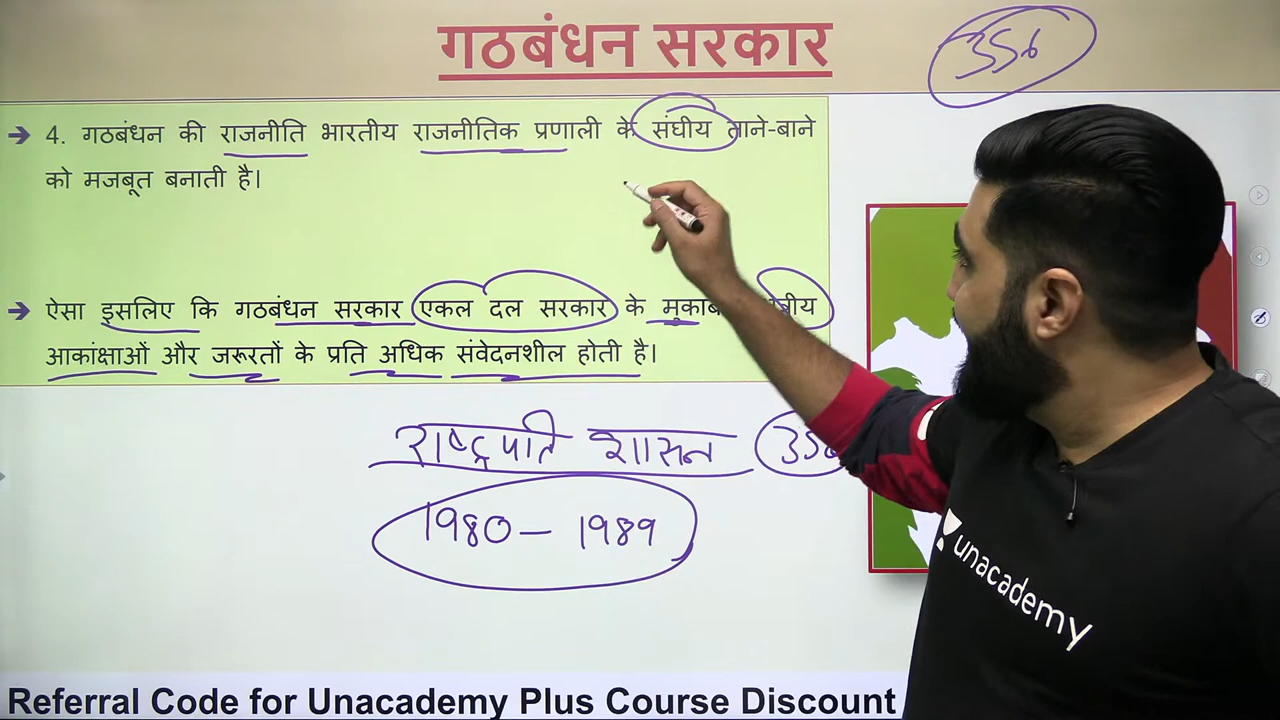 गठबंधन सरकार
356
➔ 4. गठबंधन की राजनीति भारतीय राजनीतिक प्रणाली के संघीय ताने-बाने
को मजबूत बनाती है।
➔ ऐसा इसलिए कि गठबंधन सरकार एकल दल सरकार के
आकांक्षाओं और जरूरतों के प्रति अधिक संवेदनशील होती है।
राष्ट्रपति शासन
1980 – 1989
unacademy
Referral Code for Unacademy Plus Course Discount